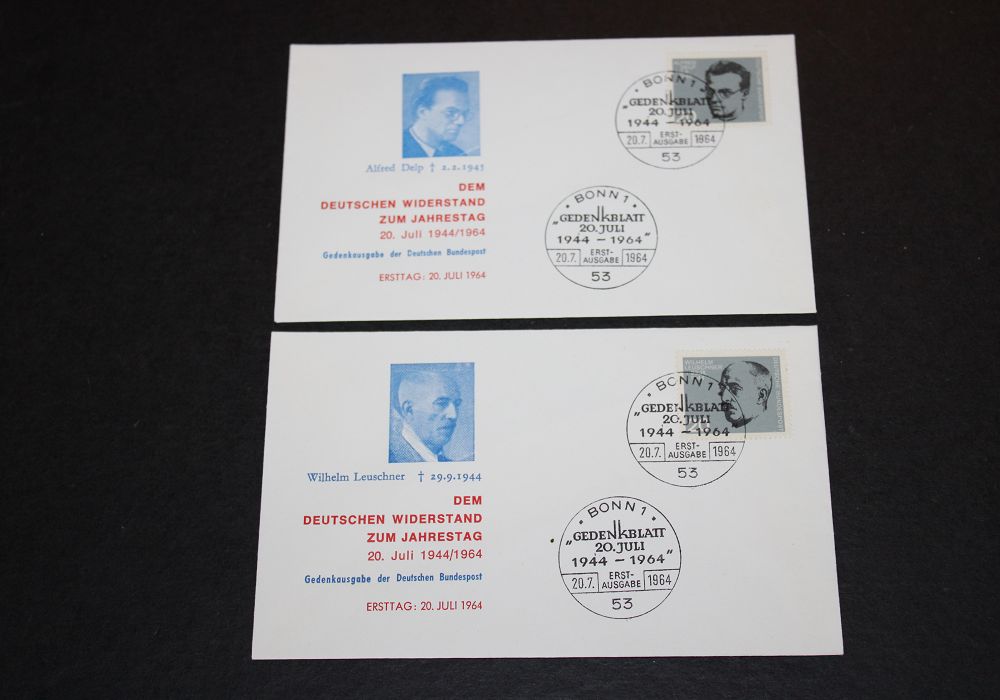 Alfred Delp † 2.2.1945
DEM
DEUTSCHEN WIDERSTAND
ZUM JAHRESTAG
20. Juli 1944/1964
Gedenkausgabe der Deutschen Bundespost
ERSTTAG: 20. JULI 1964
BONN 1
„GEDENKBLATT
20. JULI
1944 – 1964
20.7. ERST-AUSGABE 1964
53
BONN 1
„GEDENKBLATT
20. JULI
1944 – 1964"
20.7. ERST-AUSGABE 1964
53
Wilhelm Leuschner † 29.9.1944
DEM
DEUTSCHEN WIDERSTAND
ZUM JAHRESTAG
20. Juli 1944/1964
Gedenkausgabe der Deutschen Bundespost
ERSTTAG: 20. JULI 1964
WILHELM
LEUSCHNER
BONN 1
„GEDENKBLATT
20. JULI
1944 – 1964"
20.7. ERST-AUSGABE 1964
53
BONN 1
„GEDENKBLATT
20. JULI
1944 – 1964"
20.7. ERST-AUSGABE 1964
53